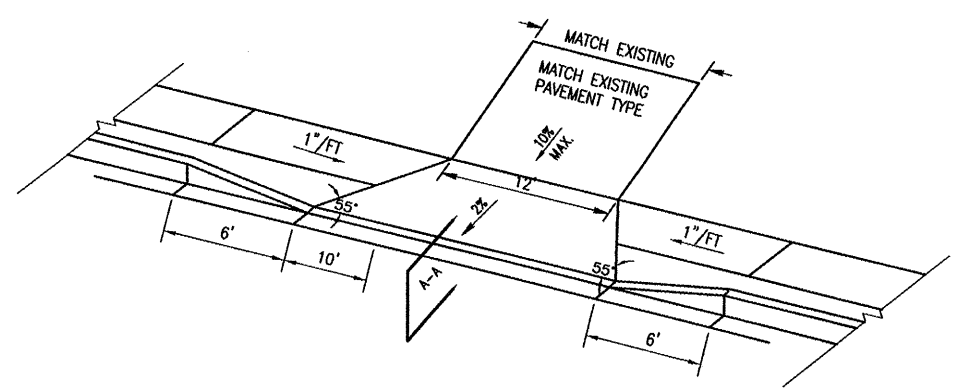 MATCH EXISTING
MATCH EXISTING
PAVEMENT TYPE
10%
MAX.
1"/FT
12'
55°
2%
1"/FT
6'
10'
A-A
55°
6'